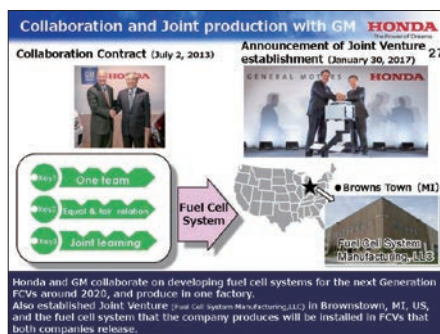 Collaboration and Joint production with GM
HONDA
The Power of Dreams
Collaboration Contract (July 2, 2013)
Announcement of Joint Venture
establishment (January 30, 2017)
27
GM
HONDA
GENERAL MOTORS
HONDA
Key1
One team
Key2
Equal & fair relation
Key3
Joint learning
Fuel Cell
System
●Browns Town (MI)
Fuel Cell System
Manufacturing, LLC
Honda and GM collaborate on developing fuel cell systems for the next Generation
FCVs around 2020, and produce in one factory.
Also established Joint Venture (Fuel Cell System Manufacturing,LLC) in Brownstown, MI, US,
and the fuel cell system that the company produces will be installed in FCVs that
both companies release.